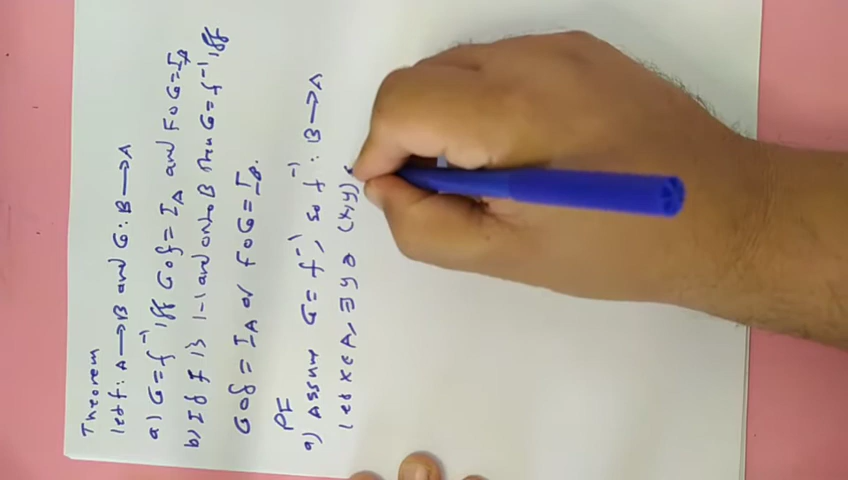 Theorem
let f: A → B and G: B → A
a) G = f⁻¹ iff G o f = I_A and F o G = I_B
b) If f is 1-1 and onto B then G = f⁻¹ iff
G o f = I_A or F o G = I_B.
PF
a) Assume G = f⁻¹, so f⁻¹: B → A
let x ∈ A, ∃ y ∋ (x,y)